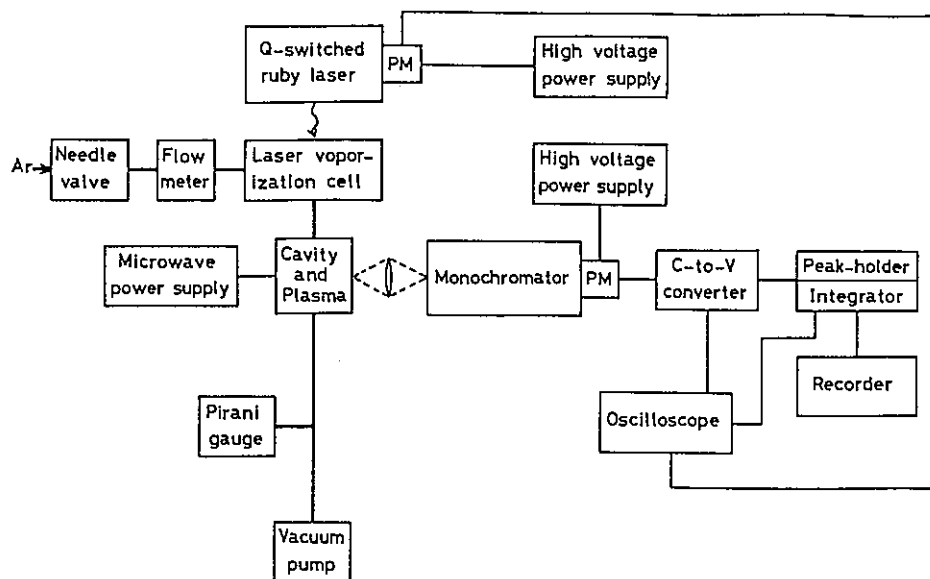 Q-switched
ruby laser
PM
High voltage
power supply
Ar
Needle
valve
Flow
meter
Laser vopor-
ization cell
High voltage
power supply
Microwave
power supply
Cavity
and
Plasma
Monochromator
PM
C-to-V
converter
Peak-holder
Integrator
Recorder
Oscilloscope
Pirani
gauge
Vacuum
pump